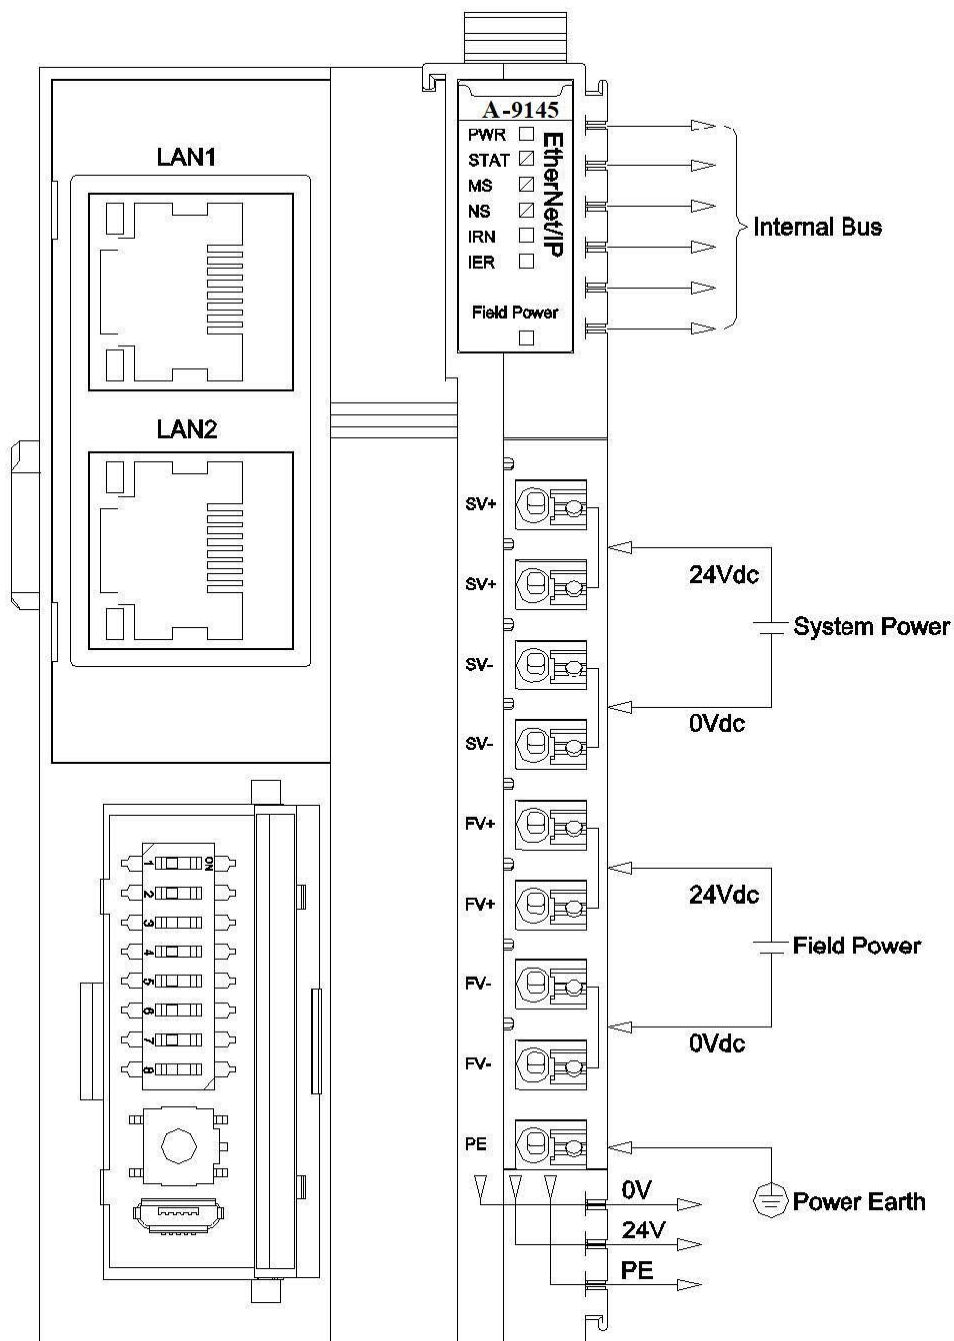 LAN1
LAN2
A-9145
PWR
STAT
MS
NS
IRN
IER
EtherNet/IP
Field Power
Internal Bus
SV+
SV+
SV-
SV-
FV+
FV+
FV-
FV-
PE
24Vdc
System Power
0Vdc
24Vdc
Field Power
0Vdc
Power Earth
0V
24V
PE
ON
1
2
3
4
5
6
7
8